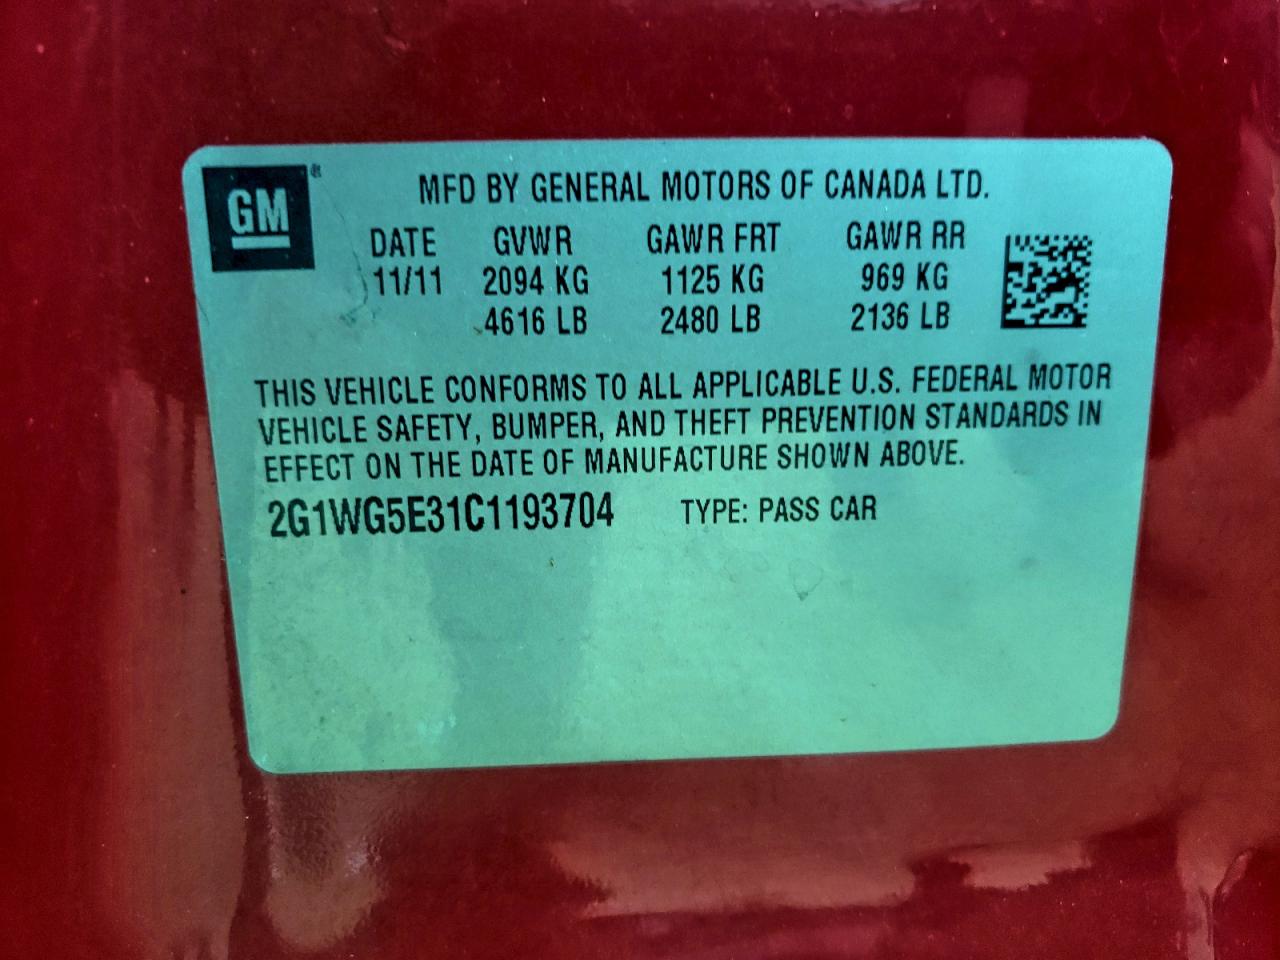 GM
MFD BY GENERAL MOTORS OF CANADA LTD.
DATE GVWR GAWR FRT GAWR RR
11/11 2094 KG 1125 KG 969 KG
4616 LB 2480 LB 2136 LB
THIS VEHICLE CONFORMS TO ALL APPLICABLE U.S. FEDERAL MOTOR
VEHICLE SAFETY, BUMPER, AND THEFT PREVENTION STANDARDS IN
EFFECT ON THE DATE OF MANUFACTURE SHOWN ABOVE.
2G1WG5E31C1193704 TYPE: PASS CAR